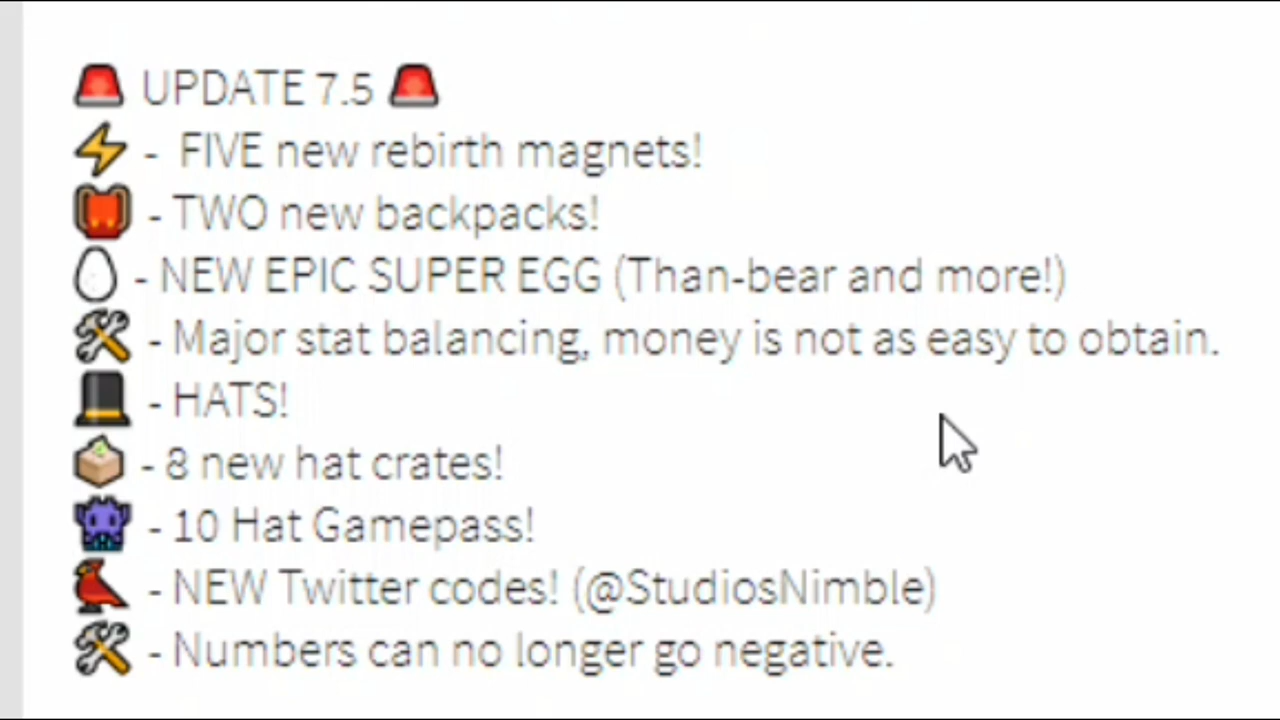 🚨 UPDATE 7.5 🚨
⚡ - FIVE new rebirth magnets!
🎒 - TWO new backpacks!
🥚 - NEW EPIC SUPER EGG (Than-bear and more!)
🛠 - Major stat balancing, money is not as easy to obtain.
🎩 - HATS!
📦 - 8 new hat crates!
👾 - 10 Hat Gamepass!
🐦 - NEW Twitter codes! (@StudiosNimble)
🛠 - Numbers can no longer go negative.